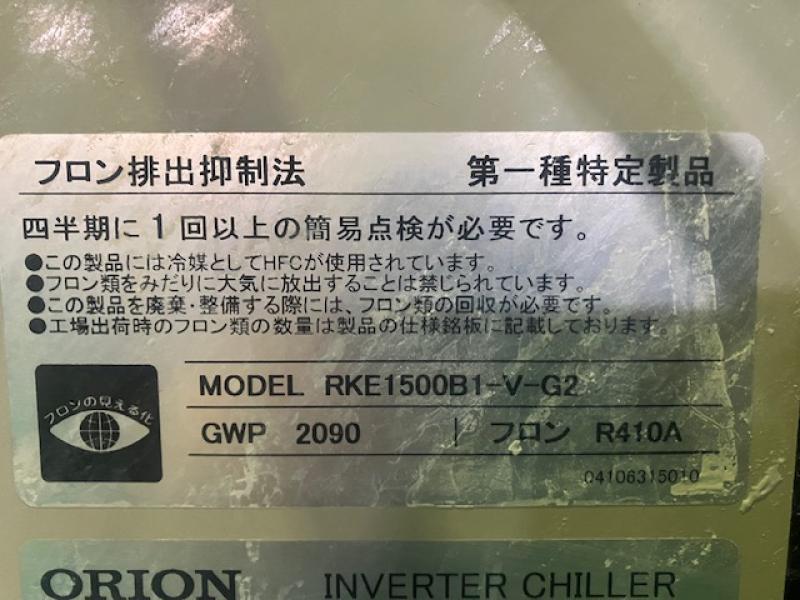 フロン排出抑制法 第一種特定製品
四半期に1回以上の簡易点検が必要です。
●この製品には冷媒としてHFCが使用されています。
●フロン類をみだりに大気に放出することは禁じられています。
●この製品を廃棄・整備する際には、フロン類の回収が必要です。
●工場出荷時のフロン類の数量は製品の仕様銘板に記載しております。
フロンの見える化
MODEL RKE1500B1-V-G2
GWP 2090 | フロン R410A
04106315010
ORION INVERTER CHILLER